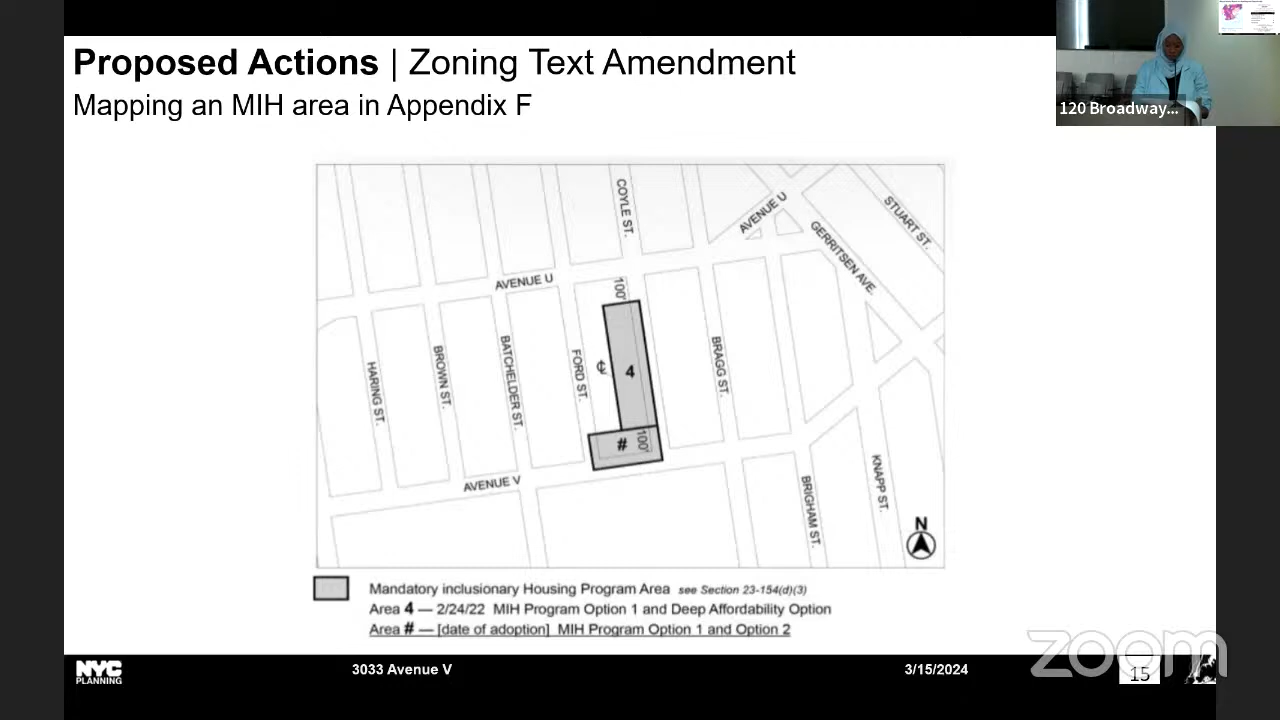 Proposed Actions | Zoning Text Amendment
Mapping an MIH area in Appendix F
120 Broadway...
COYLE ST.
AVENUE U
STUART ST.
GERRITSEN AVE.
AVENUE U
100'
HARING ST.
BROWN ST.
BATCHELDER ST.
FORD ST.
4
BRAGG ST.
#
100'
AVENUE V
BRIGHAM ST.
KNAPP ST.
N
Mandatory inclusionary Housing Program Area see Section 23-154(d)(3)
Area 4 — 2/24/22 MIH Program Option 1 and Deep Affordability Option
Area # — [date of adoption] MIH Program Option 1 and Option 2
zoom
NYC
PLANNING
3033 Avenue V
3/15/2024
15